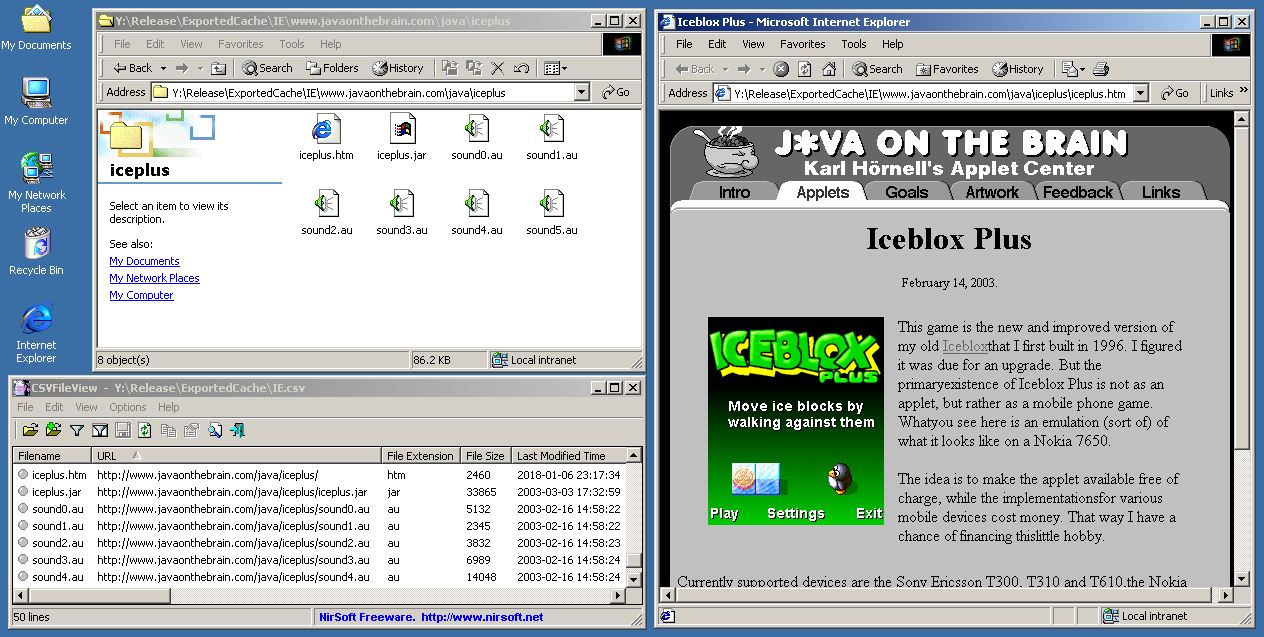 My Documents
My Computer
My Network
Places
Recycle Bin
Internet
Explorer
Y:\Release\ExportedCache\IE\www.javaonthebrain.com\java\iceplus
File Edit View Favorites Tools Help
Back Search Folders History
Address Y:\Release\ExportedCache\IE\www.javaonthebrain.com\java\iceplus Go
iceplus
Select an item to view its
description.
See also:
My Documents
My Network Places
My Computer
iceplus.htm iceplus.jar sound0.au sound1.au
sound2.au sound3.au sound4.au sound5.au
8 object(s) 86.2 KB Local intranet
CSVFileView - Y:\Release\ExportedCache\IE.csv
File Edit View Options Help
Filename URL File Extension File Size Last Modified Time
iceplus.htm http://www.javaonthebrain.com/java/iceplus/ htm 2460 2018-01-06 23:17:34
iceplus.jar http://www.javaonthebrain.com/java/iceplus/iceplus.jar jar 33865 2003-03-03 17:32:59
sound0.au http://www.javaonthebrain.com/java/iceplus/sound0.au au 5132 2003-02-16 14:58:22
sound1.au http://www.javaonthebrain.com/java/iceplus/sound1.au au 2345 2003-02-16 14:58:22
sound2.au http://www.javaonthebrain.com/java/iceplus/sound2.au au 3832 2003-02-16 14:58:23
sound3.au http://www.javaonthebrain.com/java/iceplus/sound3.au au 6989 2003-02-16 14:58:24
sound4.au http://www.javaonthebrain.com/java/iceplus/sound4.au au 14048 2003-02-16 14:58:24
50 lines NirSoft Freeware. http://www.nirsoft.net
Iceblox Plus - Microsoft Internet Explorer
File Edit View Favorites Tools Help
Back Search Favorites History
Address Y:\Release\ExportedCache\IE\www.javaonthebrain.com\java\iceplus\iceplus.htm Go Links »
J*VA ON THE BRAIN
Karl Hörnell's Applet Center
Intro Applets Goals Artwork Feedback Links
Iceblox Plus
February 14, 2003.
ICEBLOX
PLUS
Move ice blocks by
walking against them
Play Settings Exit
This game is the new and improved version of
my old Icebloxthat I first built in 1996. I figured
it was due for an upgrade. But the
primaryexistence of Iceblox Plus is not as an
applet, but rather as a mobile phone game.
Whatyou see here is an emulation (sort of) of
what it looks like on a Nokia 7650.
The idea is to make the applet available free of
charge, while the implementationsfor various
mobile devices cost money. That way I have a
chance of financing thislittle hobby.
Currently supported devices are the Sony Ericsson T300, T310 and T610,the Nokia
Local intranet